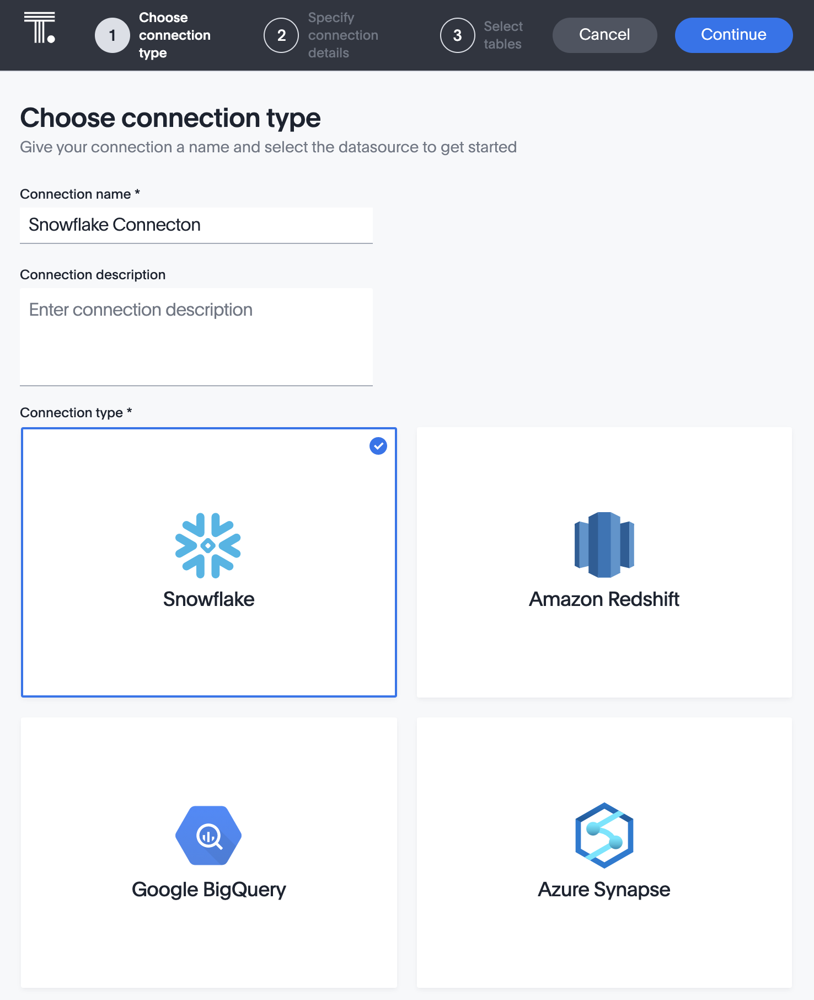 1
Choose
connection
type
2
Specify
connection
details
3
Select
tables
Cancel
Continue
Choose connection type
Give your connection a name and select the datasource to get started
Connection name *
Snowflake Connecton
Connection description
Enter connection description
Connection type *
Snowflake
Amazon Redshift
Google BigQuery
Azure Synapse